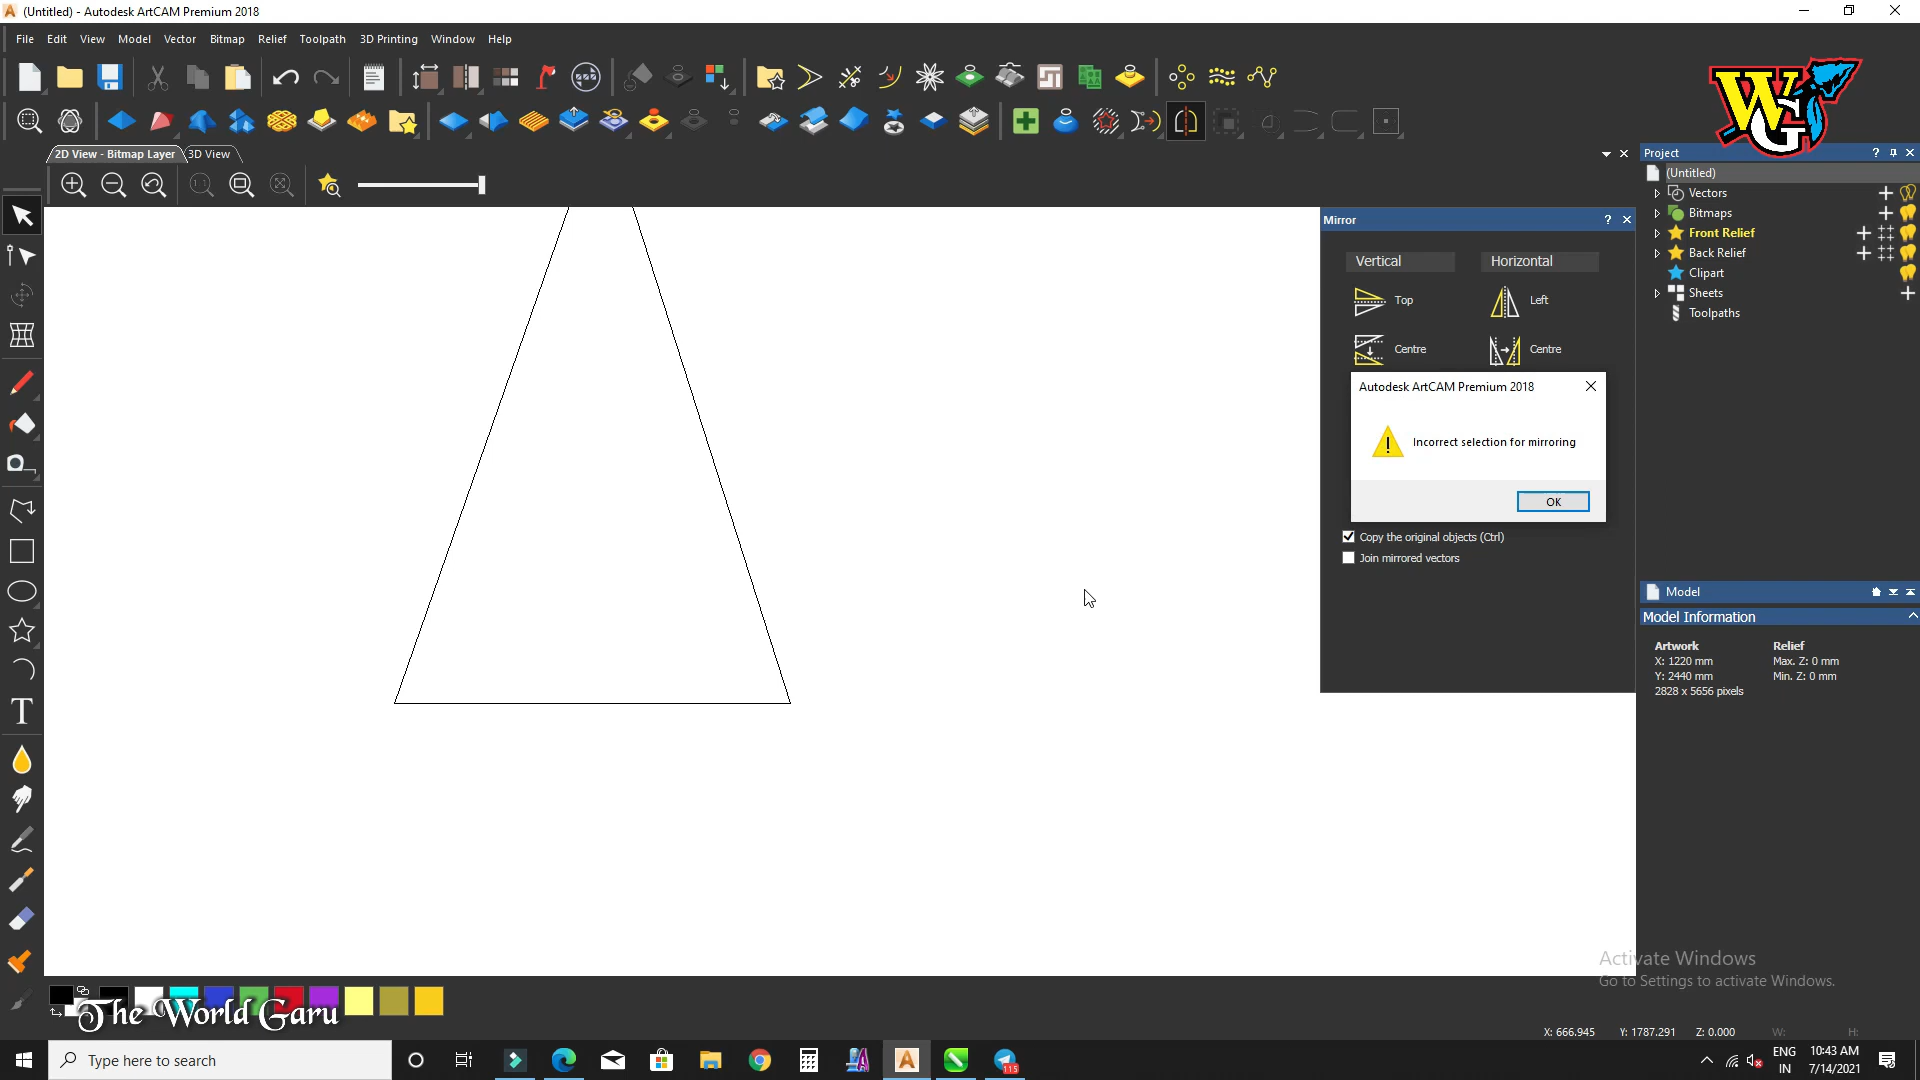 (Untitled) - Autodesk ArtCAM Premium 2018
File Edit View Model Vector Bitmap Relief Toolpath 3D Printing Window Help
WGS
2D View - Bitmap Layer 3D View
Project
(Untitled)
Vectors
Bitmaps
Front Relief
Back Relief
Clipart
Sheets
Toolpaths
Mirror
Vertical Horizontal
Top Left
Centre Centre
Autodesk ArtCAM Premium 2018
Incorrect selection for mirroring
OK
Copy the original objects (Ctrl)
Join mirrored vectors
Model
Model Information
Artwork Relief
X: 1220 mm Max. Z: 0 mm
Y: 2440 mm Min. Z: 0 mm
2828 x 5656 pixels
Activate Windows
Go to Settings to activate Windows.
The World Garu
X: 666.945 Y: 1787.291 Z: 0.000 W: H:
Type here to search
115
ENG
IN
10:43 AM
7/14/2021